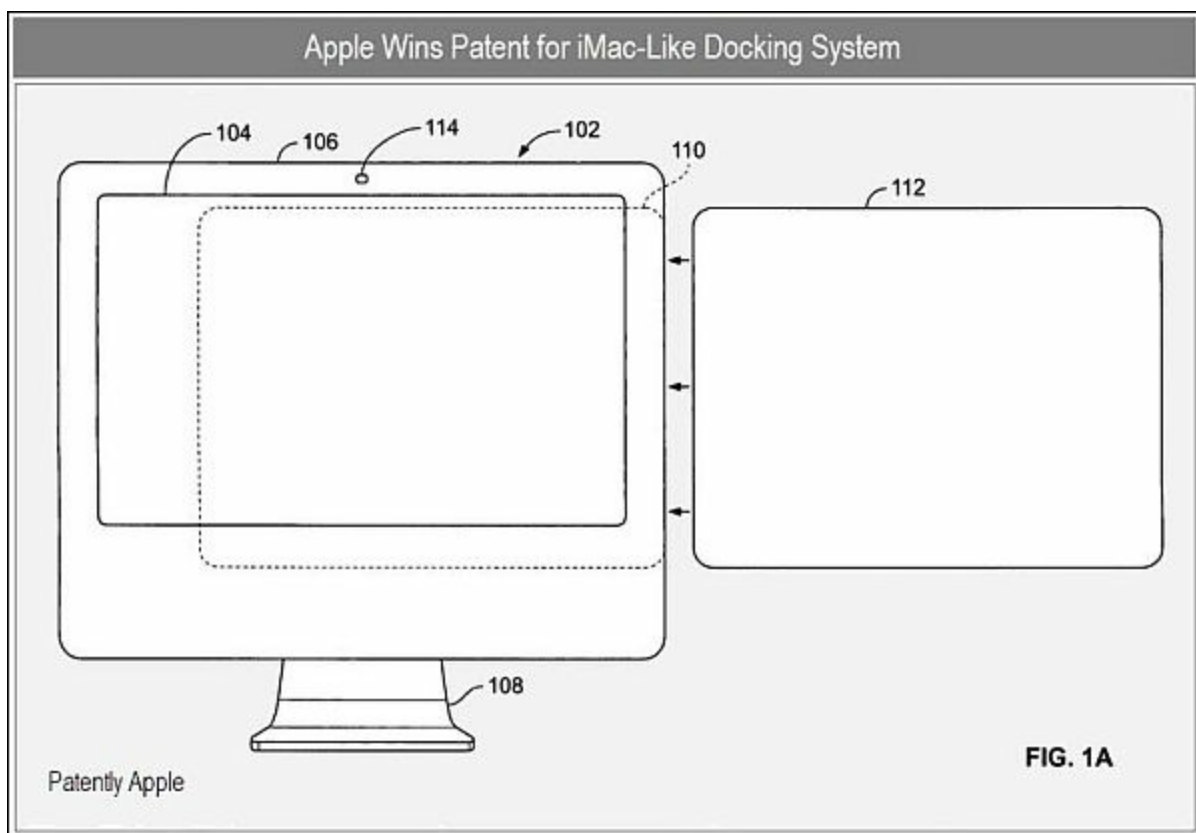 Apple Wins Patent for iMac-Like Docking System
104
106
114
102
110
112
108
FIG. 1A
Patently Apple